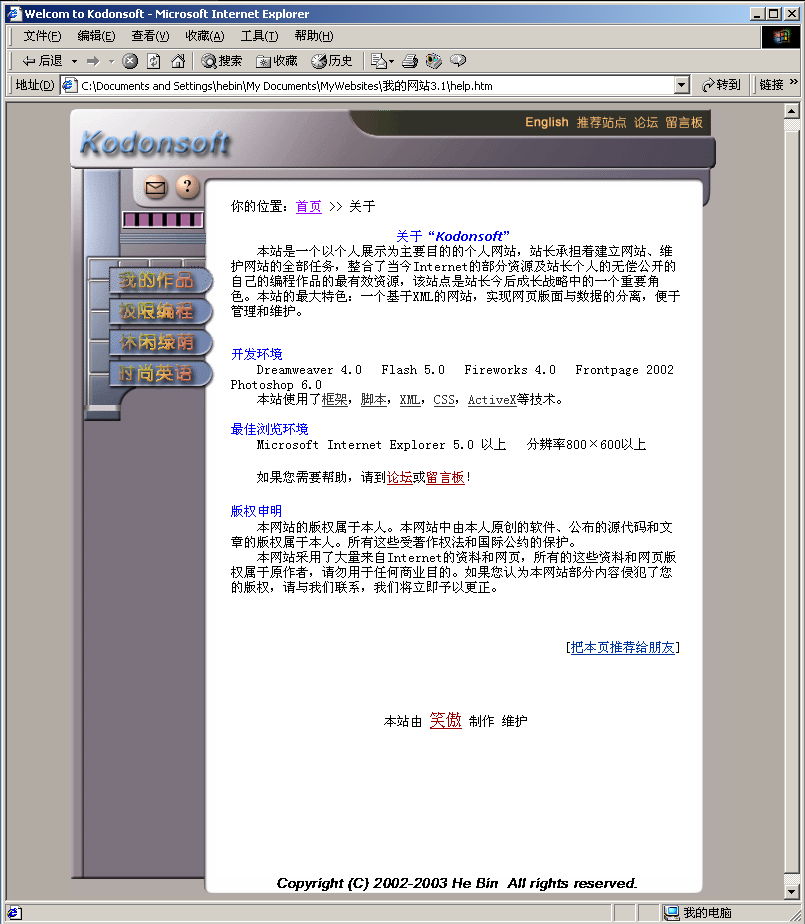 Welcom to Kodonsoft - Microsoft Internet Explorer
文件(F) 编辑(E) 查看(V) 收藏(A) 工具(T) 帮助(H)
后退 搜索 收藏 历史
地址(D) C:\Documents and Settings\hebin\My Documents\MyWebsites\我的网站3.1\help.htm 转到 链接 »
English 推荐站点 论坛 留言板
Kodonsoft
?
你的位置：首页 >> 关于
我的作品
极限编程
休闲绿荫
时尚英语
关于 “Kodonsoft”
本站是一个以个人展示为主要目的的个人网站，站长承担着建立网站、维
护网站的全部任务，整合了当今Internet的部分资源及站长个人的无偿公开的
自己的编程作品的最有效资源，该站点是站长今后成长战略中的一个重要角
色。本站的最大特色：一个基于XML的网站，实现网页版面与数据的分离，便于
管理和维护。
开发环境
Dreamweaver 4.0 Flash 5.0 Fireworks 4.0 Frontpage 2002
Photoshop 6.0
本站使用了框架，脚本，XML，CSS，ActiveX等技术。
最佳浏览环境
Microsoft Internet Explorer 5.0 以上 分辨率800×600以上
如果您需要帮助，请到论坛或留言板！
版权申明
本网站的版权属于本人。本网站中由本人原创的软件、公布的源代码和文
章的版权属于本人。所有这些受著作权法和国际公约的保护。
本网站采用了大量来自Internet的资料和网页，所有的这些资料和网页版
权属于原作者，请勿用于任何商业目的。如果您认为本网站部分内容侵犯了您
的版权，请与我们联系，我们将立即予以更正。
[把本页推荐给朋友]
本站由 笑傲 制作 维护
Copyright (C) 2002-2003 He Bin All rights reserved.
我的电脑